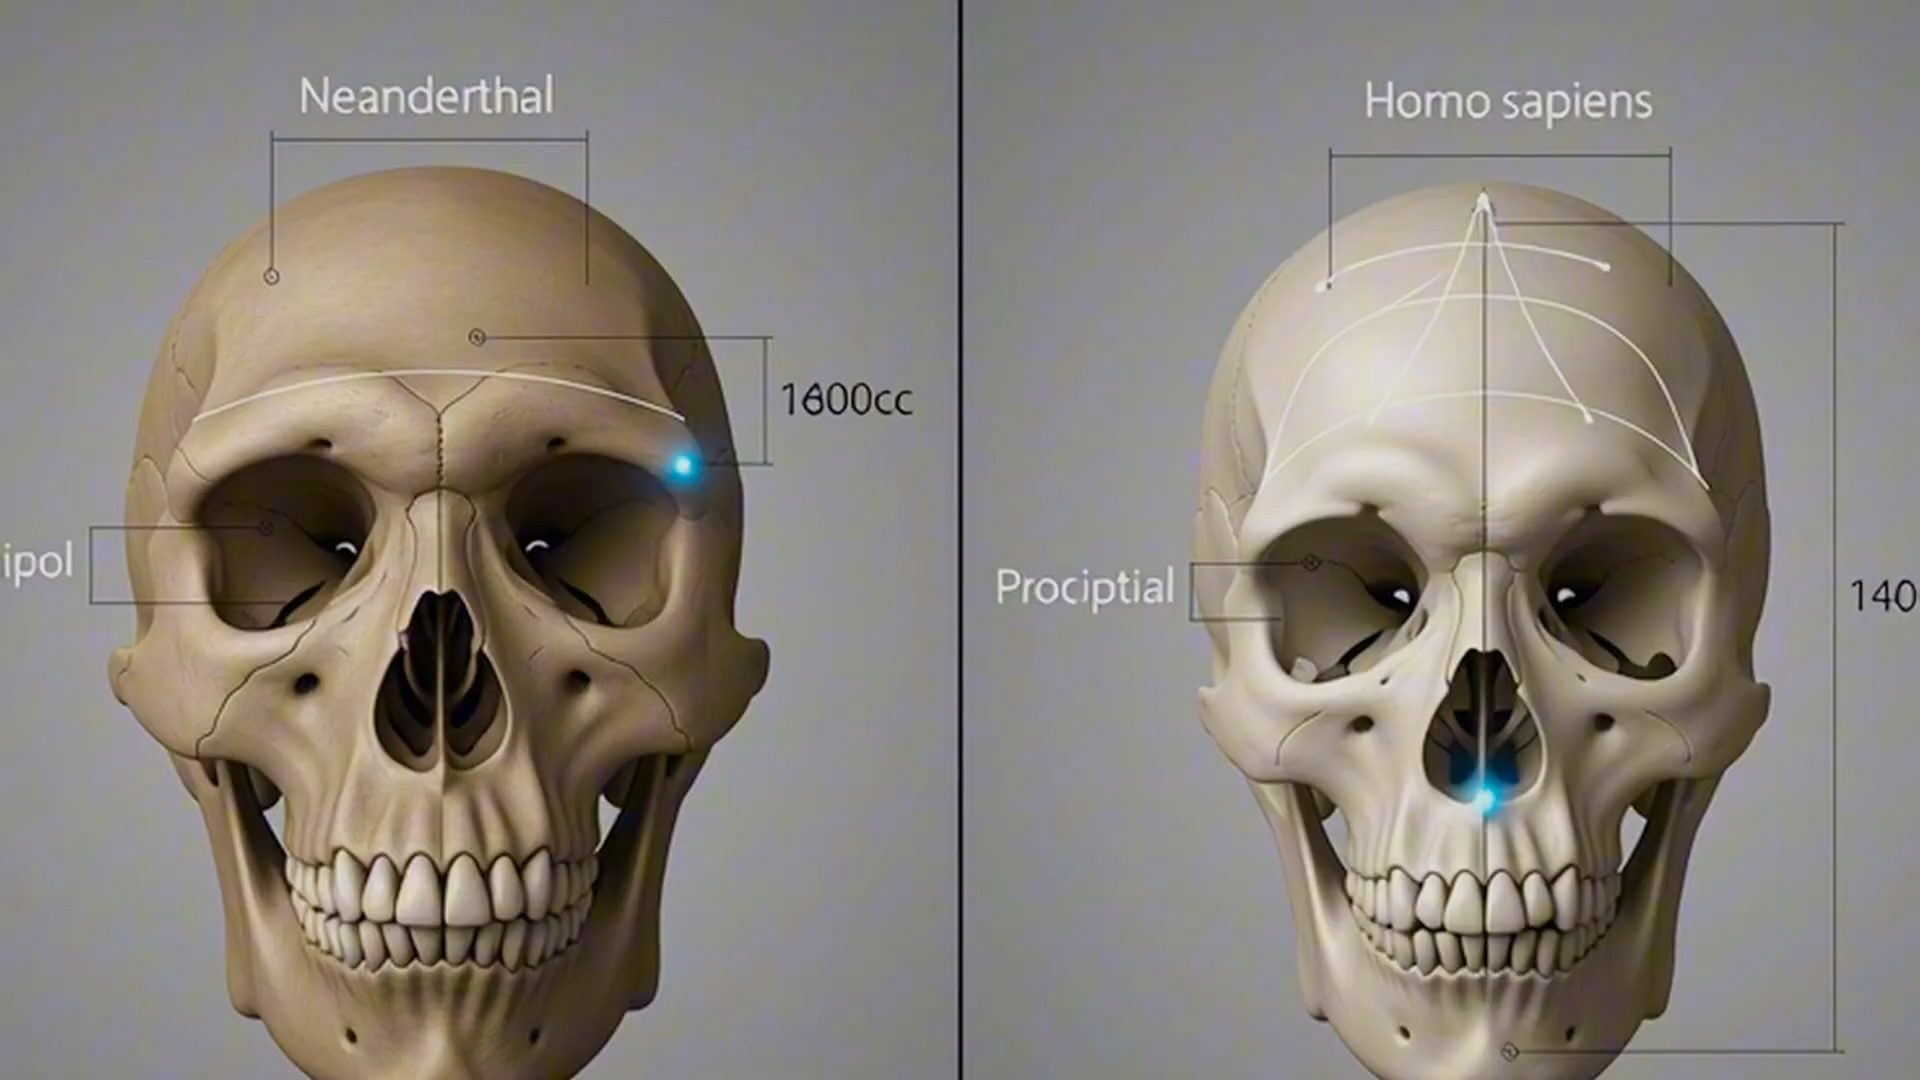 Neanderthal
Homo sapiens
1600cc
ipol
Prociptial
140